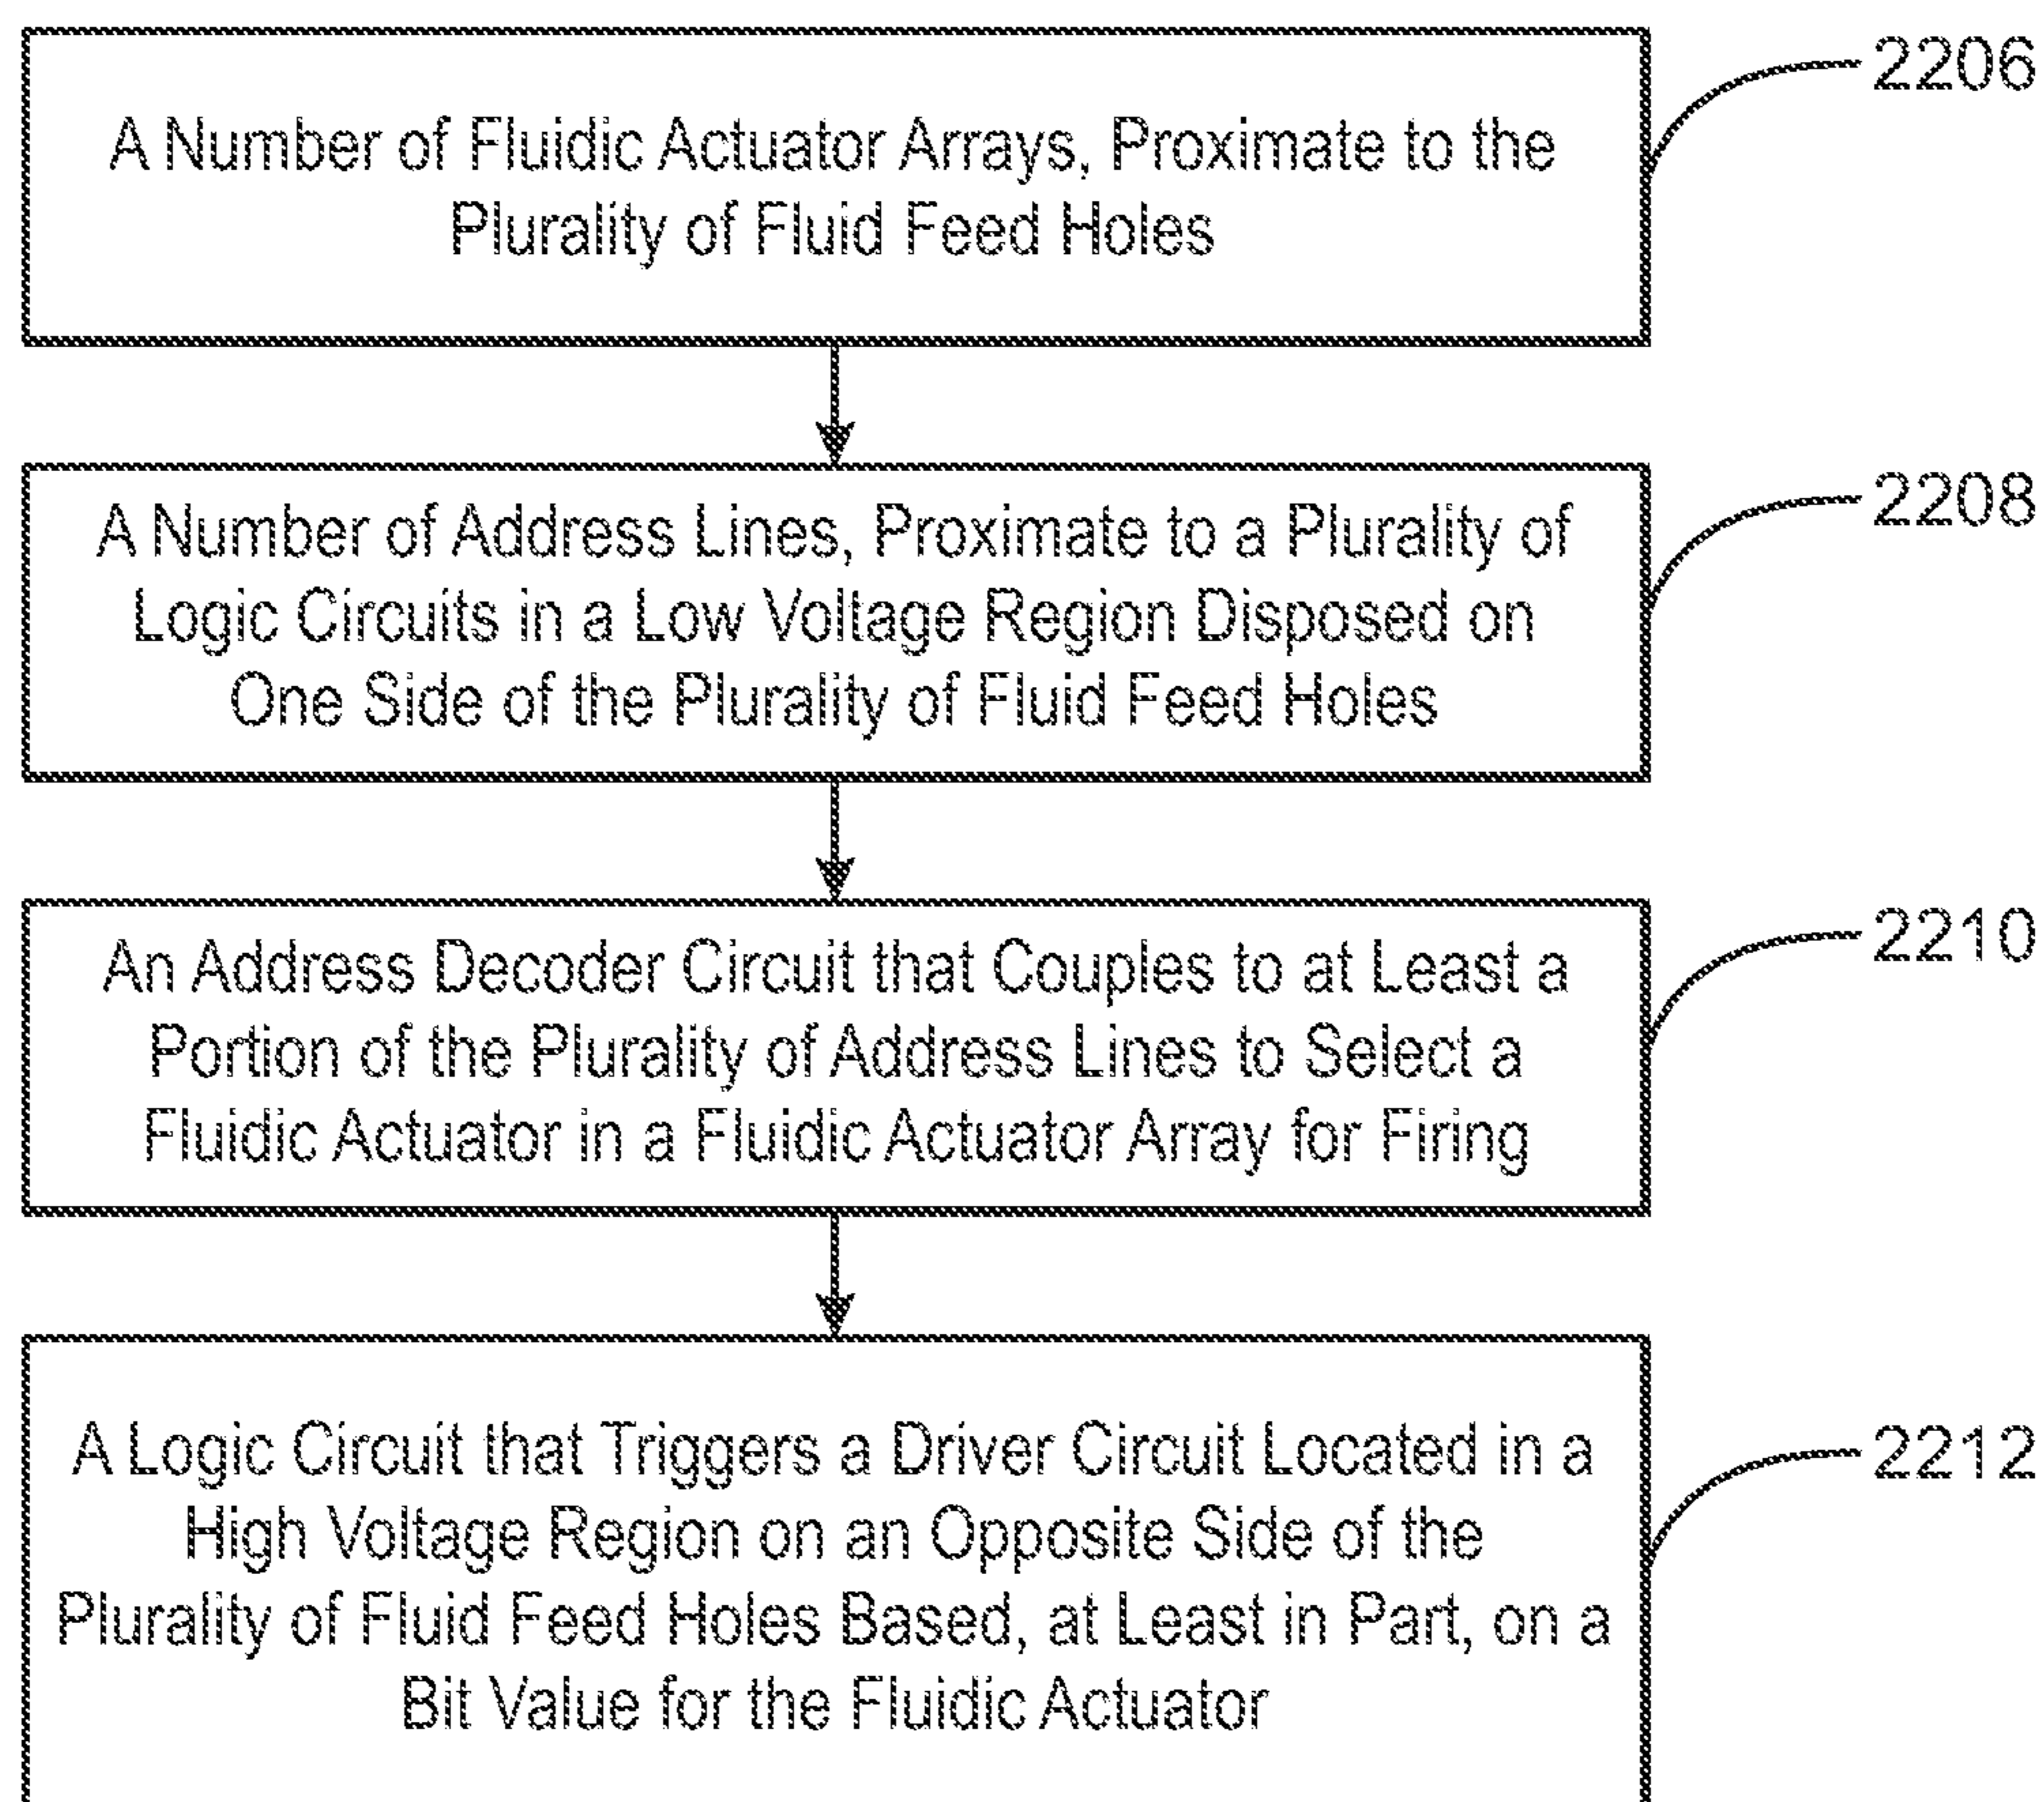 2206
A Number of Fluidic Actuator Arrays, Proximate to the
Plurality of Fluid Feed Holes
2208
A Number of Address Lines, Proximate to a Plurality of
Logic Circuits in a Low Voltage Region Disposed on
One Side of the Plurality of Fluid Feed Holes
2210
An Address Decoder Circuit that Couples to at Least a
Portion of the Plurality of Address Lines to Select a
Fluidic Actuator in a Fluidic Actuator Array for Firing
2212
A Logic Circuit that Triggers a Driver Circuit Located in a
High Voltage Region on an Opposite Side of the
Plurality of Fluid Feed Holes Based, at Least in Part, on a
Bit Value for the Fluidic Actuator